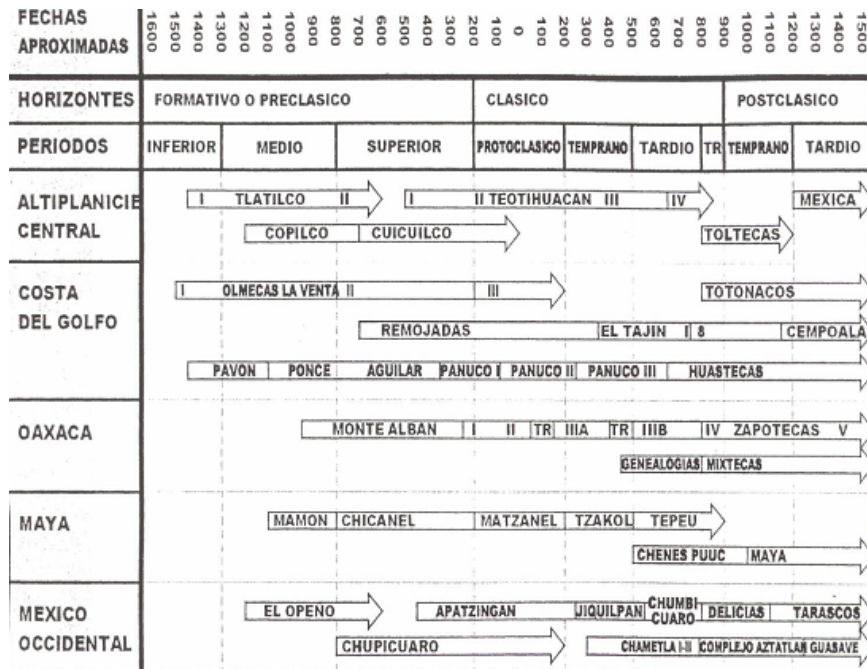 FECHAS
APROXIMADAS
1600 1500 1400 1300 1200 1100 1000 900 800 700 600 500 400 300 200 100 0 100 200 300 400 500 600 700 800 900 1000 1100 1200 1300 1400 1500
HORIZONTES FORMATIVO O PRECLASICO CLASICO POSTCLASICO
PERIODOS INFERIOR MEDIO SUPERIOR PROTOCLASICO TEMPRANO TARDIO TR TEMPRANO TARDIO
ALTIPLANICIE I TLATILCO II I II TEOTIHUACAN III IV MEXICA
CENTRAL COPILCO CUICUILCO TOLTECAS
COSTA I OLMECAS LA VENTA II III TOTONACOS
DEL GOLFO REMOJADAS EL TAJIN I 8 CEMPOALA
PAVON PONCE AGUILAR PANUCO I PANUCO II PANUCO III HUASTECAS
OAXACA MONTE ALBAN I II TR IIIA TR IIIB IV ZAPOTECAS V
GENEALOGIAS MIXTECAS
MAYA MAMON CHICANEL MATZANEL TZAKOL TEPEU
CHENES PUUC MAYA
MEXICO EL OPENO APATZINGAN JIQUILPAN CHUMBI CUARO DELICIAS TARASCOS
OCCIDENTAL CHUPICUARO CHAMETLA I-II COMPLEJO AZTATLAN GUASAVE